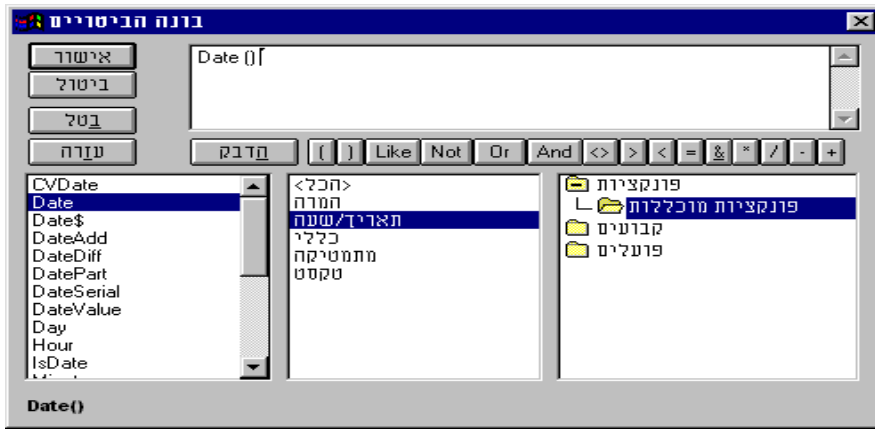 בונה הביטויים
אישור
ביטול
בטל
עזרה
Date ()
הדבק
( ) Like Not Or And <> > < = & * / - +
פונקציות
פונקציות מוכללות
קבועים
פועלים
<הכל>
המרה
תאריך/שעה
כללי
מתמטיקה
טקסט
CVDate
Date
Date$
DateAdd
DateDiff
DatePart
DateSerial
DateValue
Day
Hour
IsDate
Date()